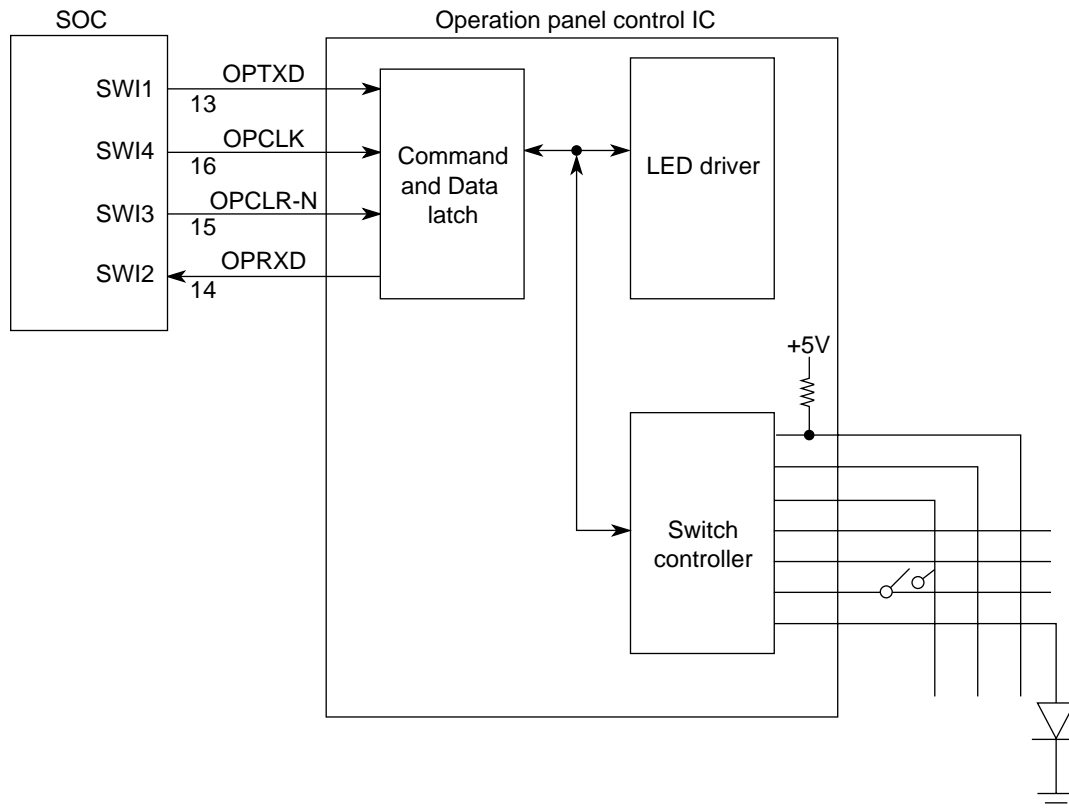 SOC
Operation panel control IC
SWI1
OPTXD
13
SWI4
OPCLK
16
SWI3
OPCLR-N
15
SWI2
OPRXD
14
Command
and Data
latch
LED driver
+5V
Switch
controller